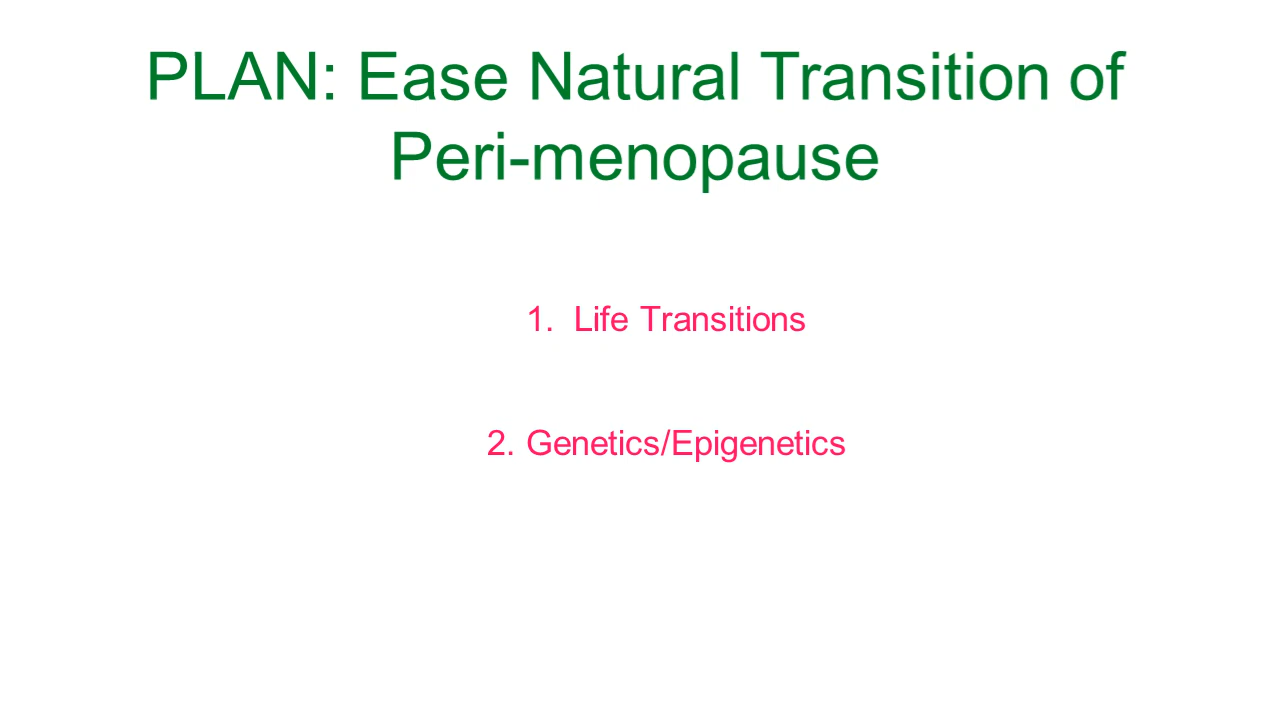 PLAN: Ease Natural Transition of
Peri-menopause
1. Life Transitions
2. Genetics/Epigenetics